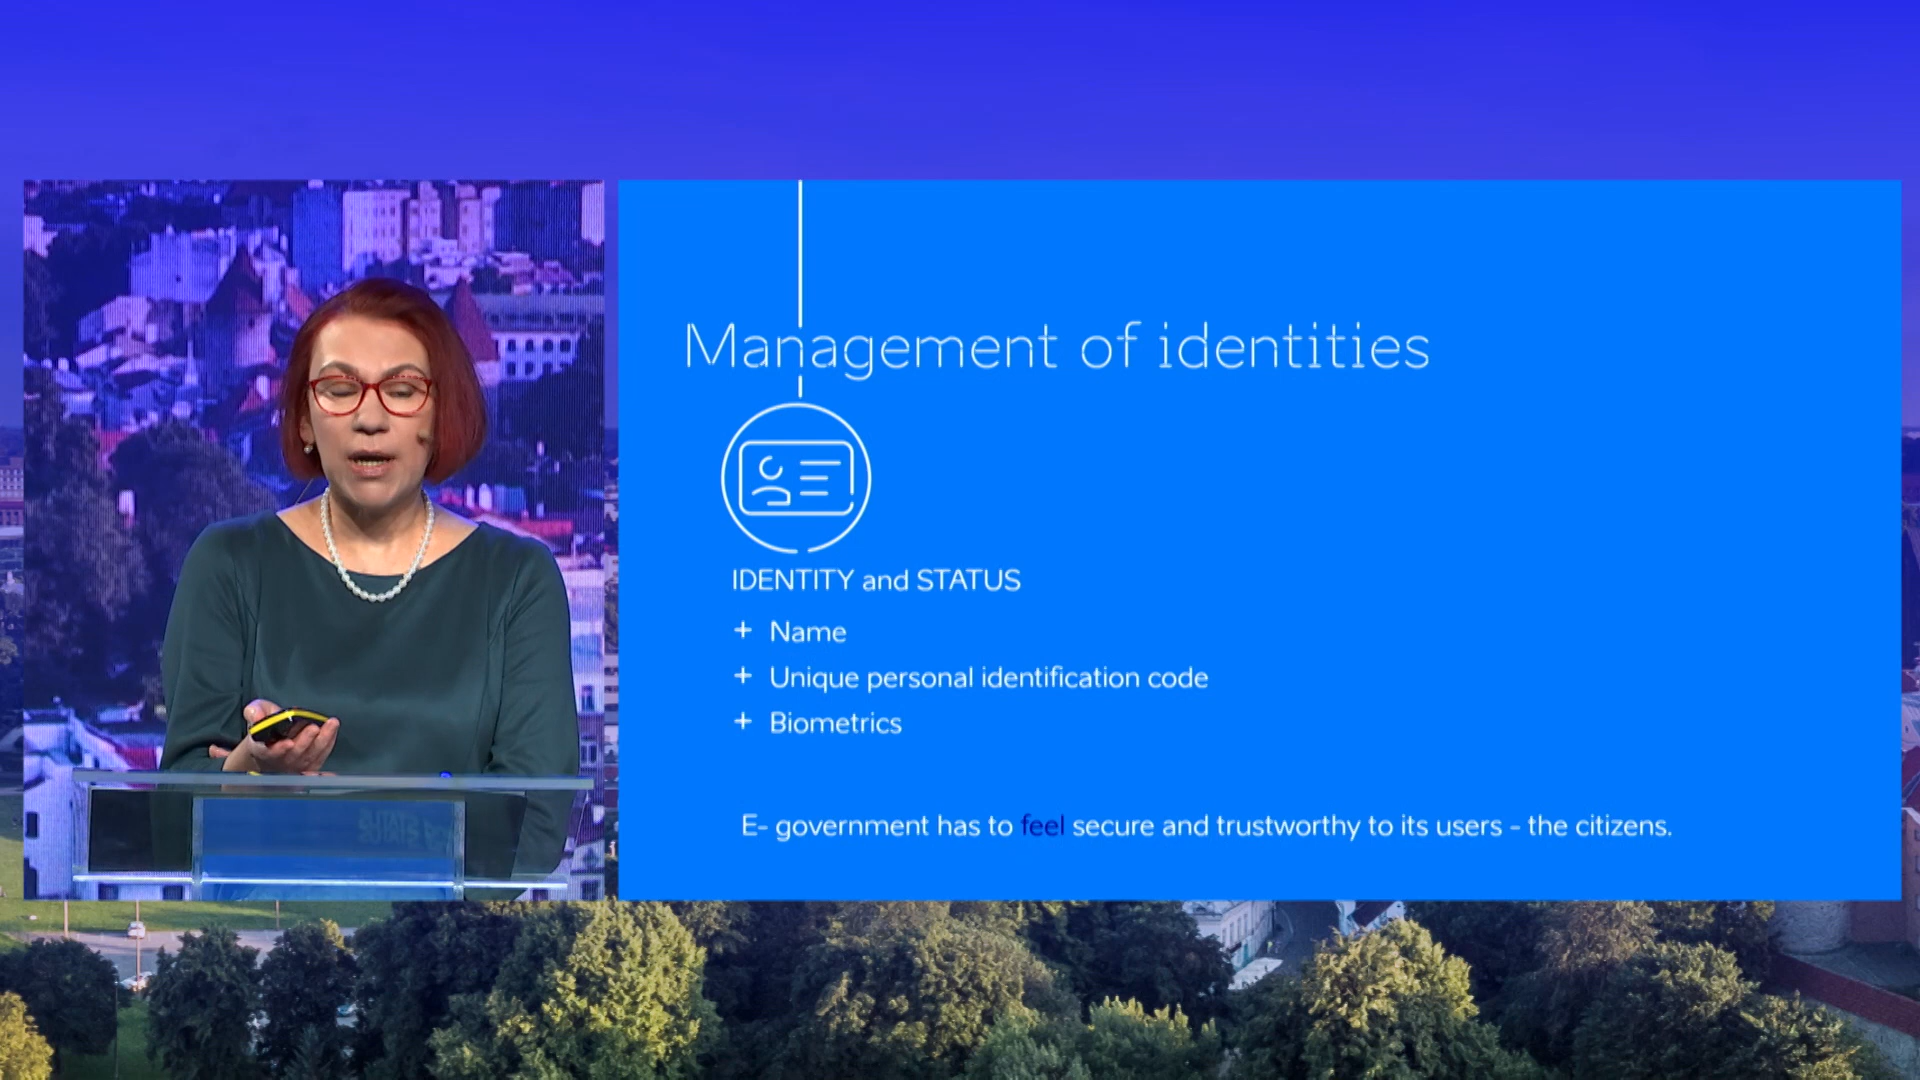 Management of identities
IDENTITY and STATUS
+ Name
+ Unique personal identification code
+ Biometrics
E- government has to feel secure and trustworthy to its users - the citizens.